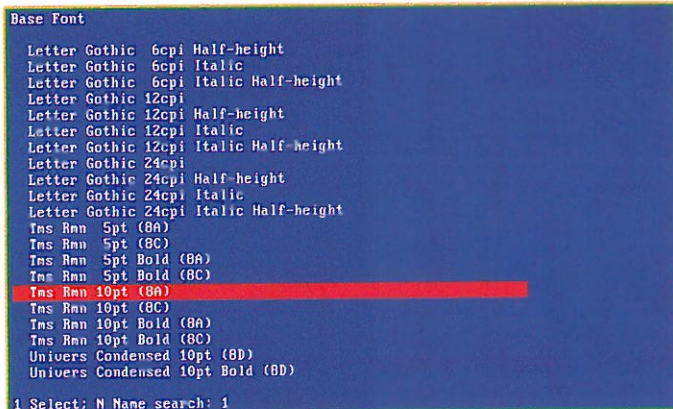 Base Font
Letter Gothic  6cpi Half-height
Letter Gothic  6cpi Italic
Letter Gothic  6cpi Italic Half-height
Letter Gothic 12cpi
Letter Gothic 12cpi Half-height
Letter Gothic 12cpi Italic
Letter Gothic 12cpi Italic Half-height
Letter Gothic 24cpi
Letter Gothic 24cpi Half-height
Letter Gothic 24cpi Italic
Letter Gothic 24cpi Italic Half-height
Tms Rmn  5pt (8A)
Tms Rmn  5pt (8C)
Tms Rmn  5pt Bold (8A)
Tms Rmn  5pt Bold (8C)
Tms Rmn 10pt (8A)
Tms Rmn 10pt (8C)
Tms Rmn 10pt Bold (8A)
Tms Rmn 10pt Bold (8C)
Univers Condensed 10pt (8D)
Univers Condensed 10pt Bold (8D)
1 Select; N Name search: 1